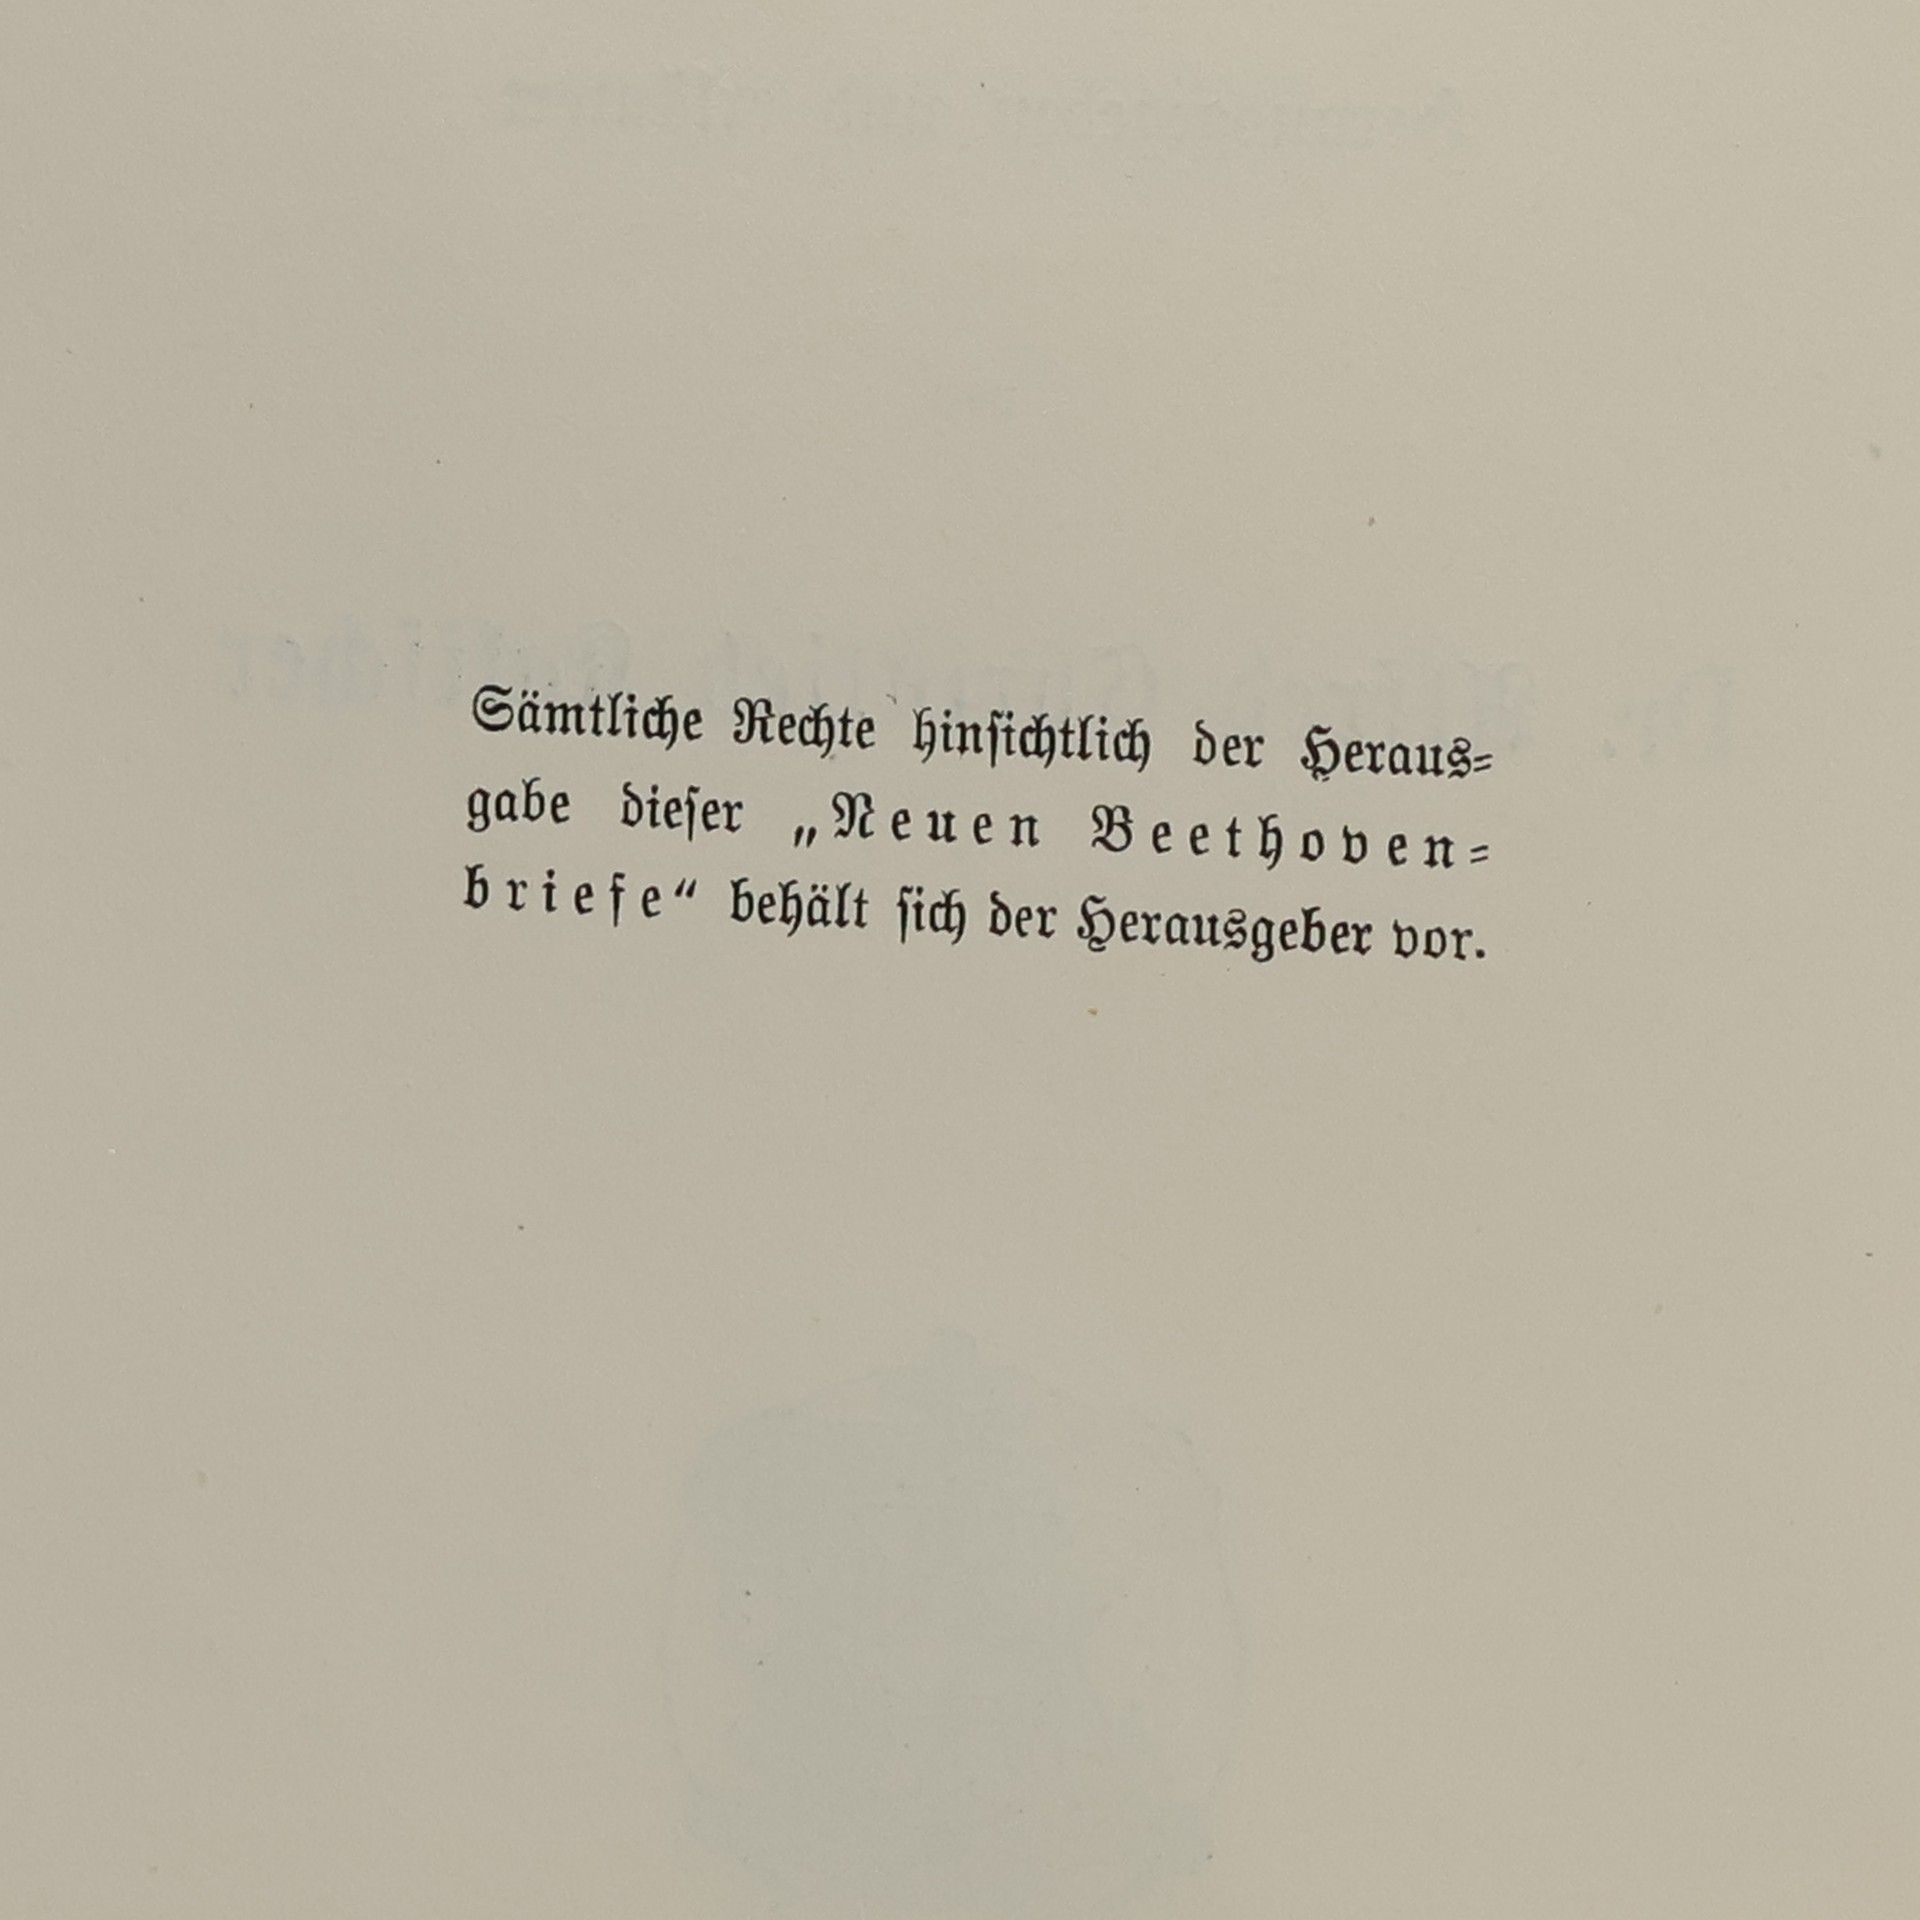 Sämtliche Rechte hinſichtlich der Heraus⸗
gabe dieſer „Neuen Beethoven⸗
briefe“ behält ſich der Herausgeber vor.